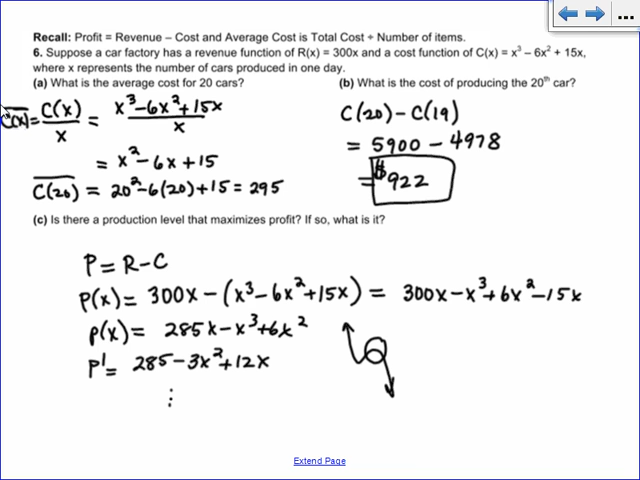 Recall: Profit = Revenue – Cost and Average Cost is Total Cost ÷ Number of items.
6. Suppose a car factory has a revenue function of R(x) = 300x and a cost function of C(x) = x³ – 6x² + 15x,
where x represents the number of cars produced in one day.
(a) What is the average cost for 20 cars?
C̅(x) = C(x)/x = (x³ - 6x² + 15x)/x
= x² - 6x + 15
C̅(20) = 20² - 6(20) + 15 = 295
(b) What is the cost of producing the 20th car?
C(20) - C(19)
= 5900 - 4978
= $922
(c) Is there a production level that maximizes profit? If so, what is it?
P = R - C
P(x) = 300x - (x³ - 6x² + 15x) = 300x - x³ + 6x² - 15x
P(x) = 285x - x³ + 6x²
P' = 285 - 3x² + 12x
⋮
Extend Page